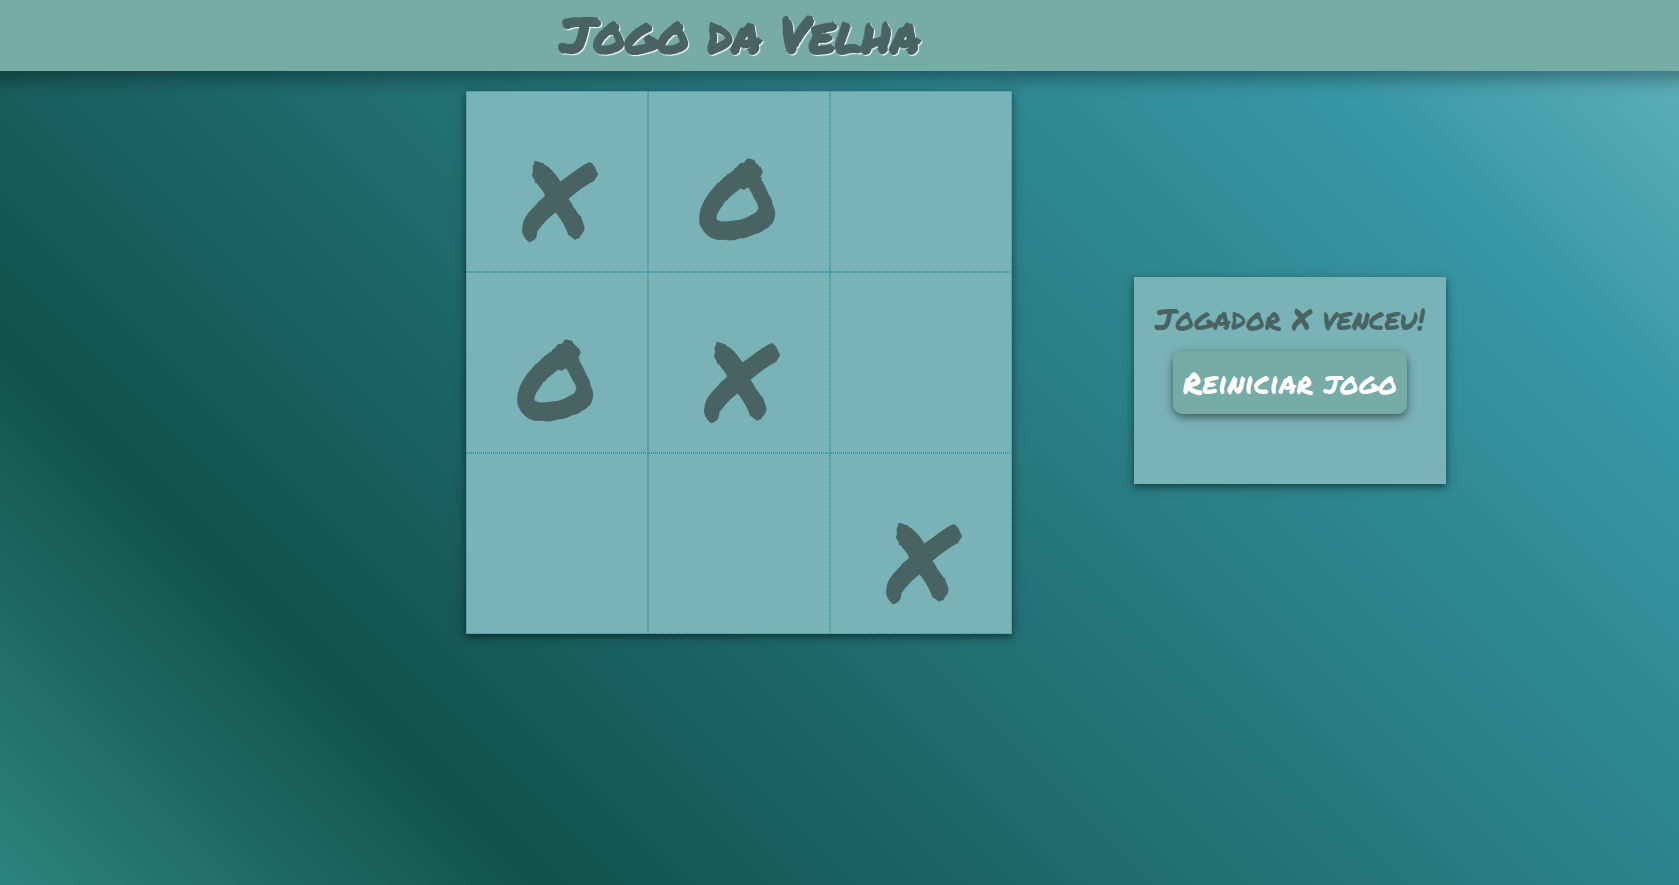 Jogo da Velha
X O
O X
X
Jogador X venceu!
Reiniciar jogo